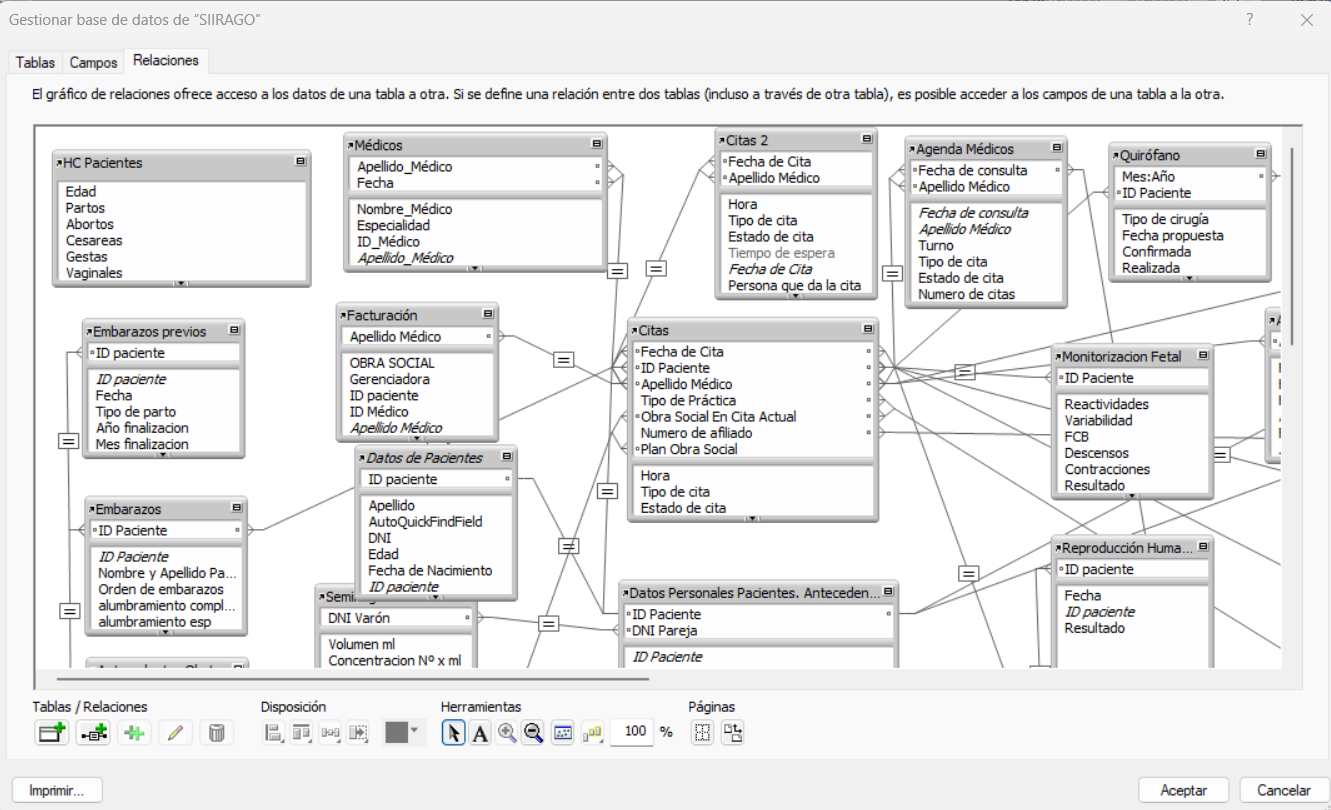 Gestionar base de datos de "SIIRAGO"
?
Tablas
Campos
Relaciones
El gráfico de relaciones ofrece acceso a los datos de una tabla a otra. Si se define una relación entre dos tablas (incluso a través de otra tabla), es posible acceder a los campos de una tabla a la otra.
HC Pacientes
Edad
Partos
Abortos
Cesareas
Gestas
Vaginales
Médicos
Apellido_Médico
Fecha
Nombre_Médico
Especialidad
ID_Médico
Apellido_Médico
Citas 2
Fecha de Cita
Apellido Médico
Hora
Tipo de cita
Estado de cita
Tiempo de espera
Fecha de Cita
Persona que da la cita
Agenda Médicos
Fecha de consulta
Apellido Médico
Fecha de consulta
Apellido Médico
Turno
Tipo de cita
Estado de cita
Numero de citas
Quirófano
Mes:Año
ID Paciente
Tipo de cirugía
Fecha propuesta
Confirmada
Realizada
Embarazos previos
ID paciente
ID paciente
Fecha
Tipo de parto
Año finalizacion
Mes finalizacion
Facturación
Apellido Médico
OBRA SOCIAL
Gerenciadora
ID paciente
ID Médico
Apellido Médico
Citas
Fecha de Cita
ID Paciente
Apellido Médico
Tipo de Práctica
Obra Social En Cita Actual
Numero de afiliado
Plan Obra Social
Hora
Tipo de cita
Estado de cita
Monitorizacion Fetal
ID Paciente
Reactividades
Variabilidad
FCB
Descensos
Contracciones
Resultado
Datos de Pacientes
ID paciente
Apellido
AutoQuickFindField
DNI
Edad
Fecha de Nacimiento
ID paciente
Embarazos
ID Paciente
ID Paciente
Nombre y Apellido Pa...
Orden de embarazos
alumbramiento compl...
alumbramiento esp
DNI Varón
Volumen ml
Concentracion Nº x ml
Datos Personales Pacientes. Anteceden...
ID Paciente
DNI Pareja
ID Paciente
Reproducción Huma...
ID paciente
Fecha
ID paciente
Resultado
Tablas / Relaciones
Disposición
Herramientas
Páginas
A
100 %
Imprimir...
Aceptar
Cancelar